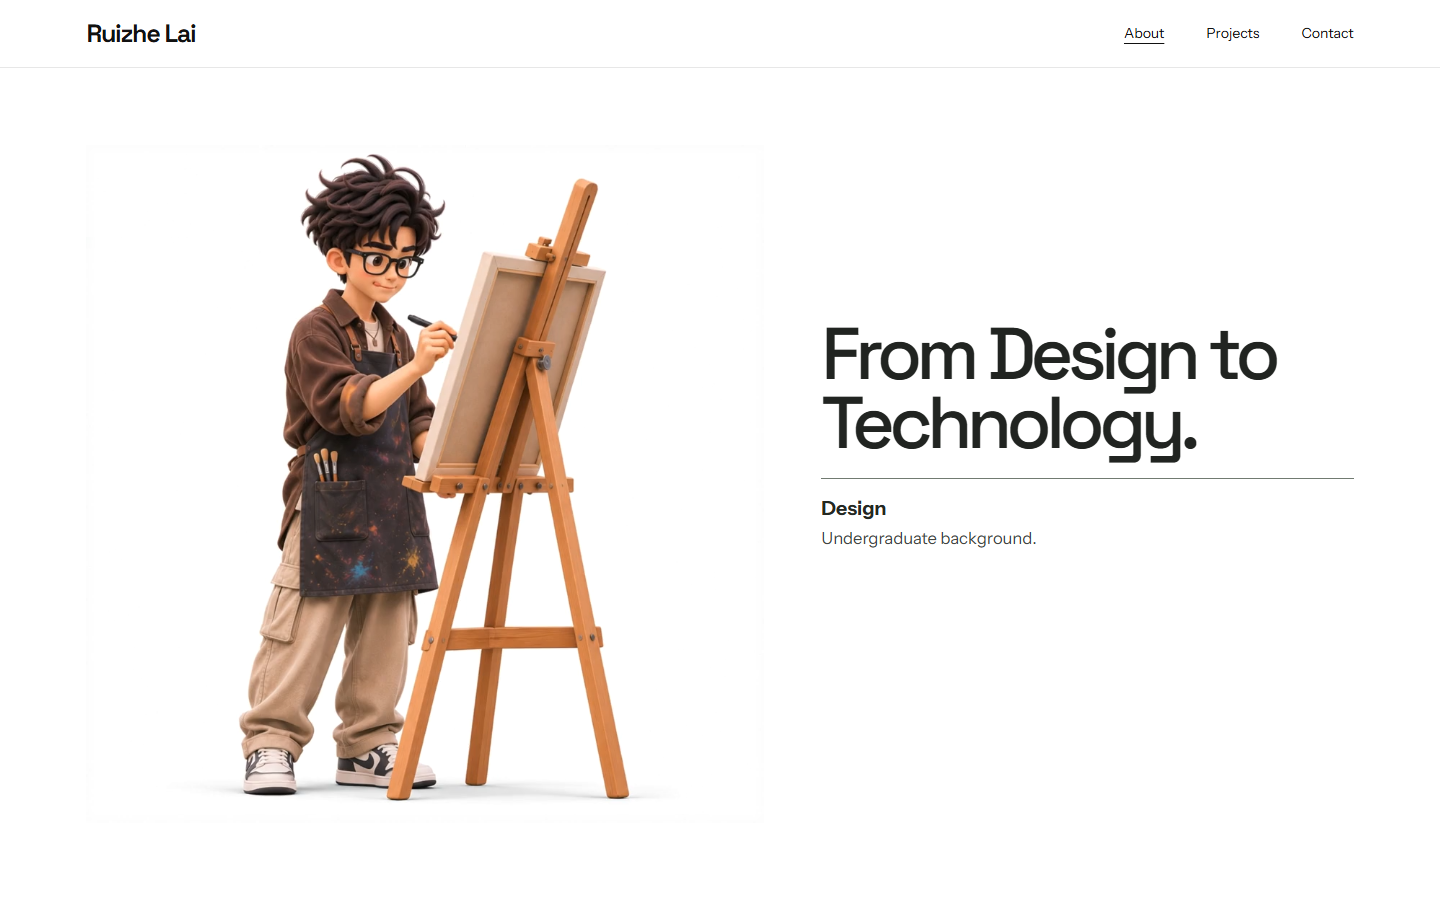 Ruizhe Lai
About Projects Contact
From Design to
Technology.
Design
Undergraduate background.